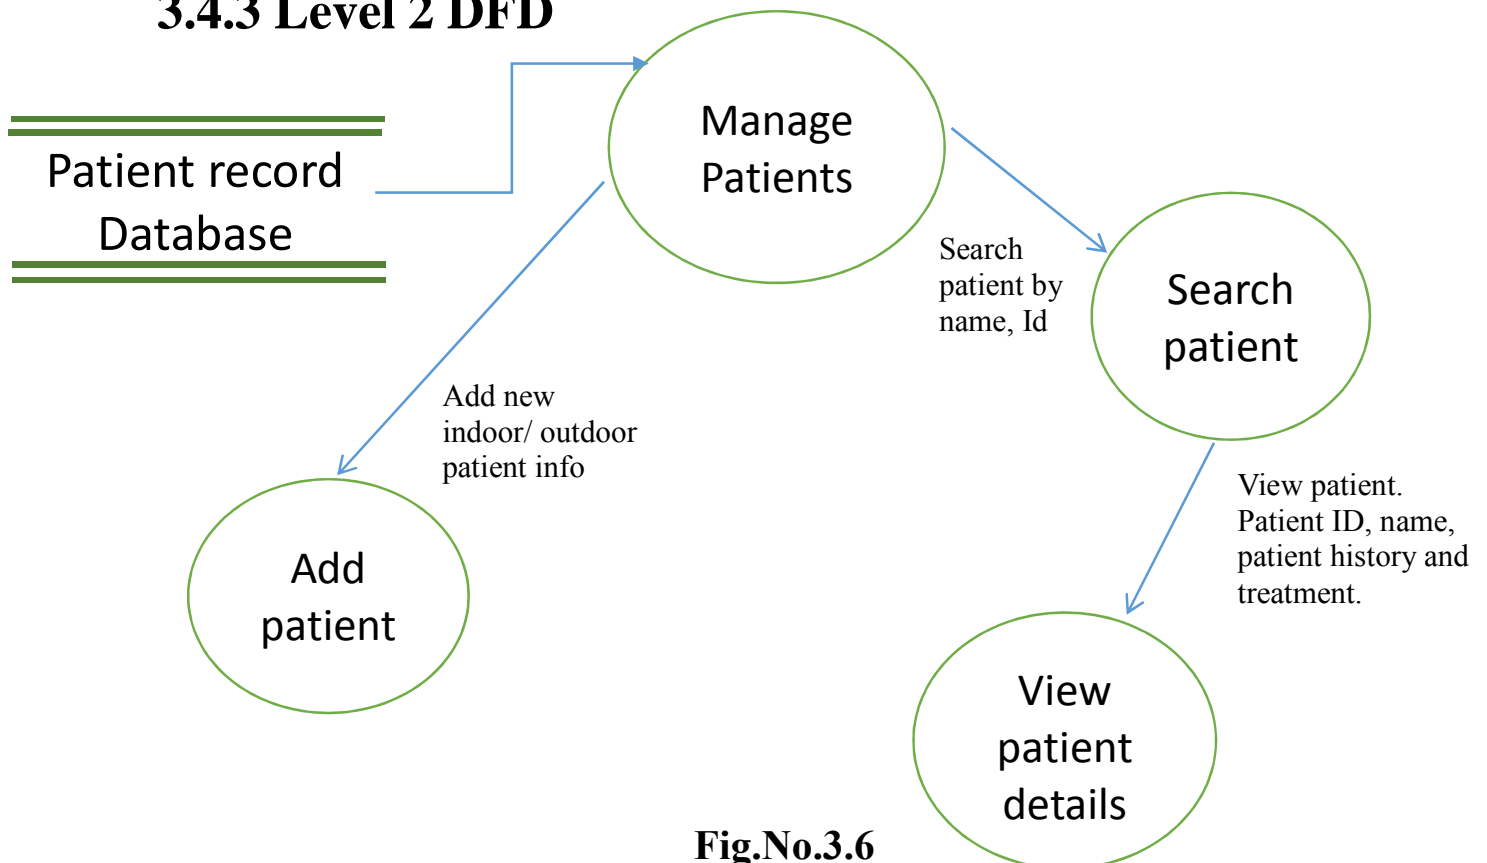 3.4.3 Level 2 DFD
Manage
Patients
Patient record
Database
Search
patient by
name, Id
Search
patient
Add new
indoor/ outdoor
patient info
View patient.
Patient ID, name,
patient history and
treatment.
Add
patient
View
patient
details
Fig.No.3.6